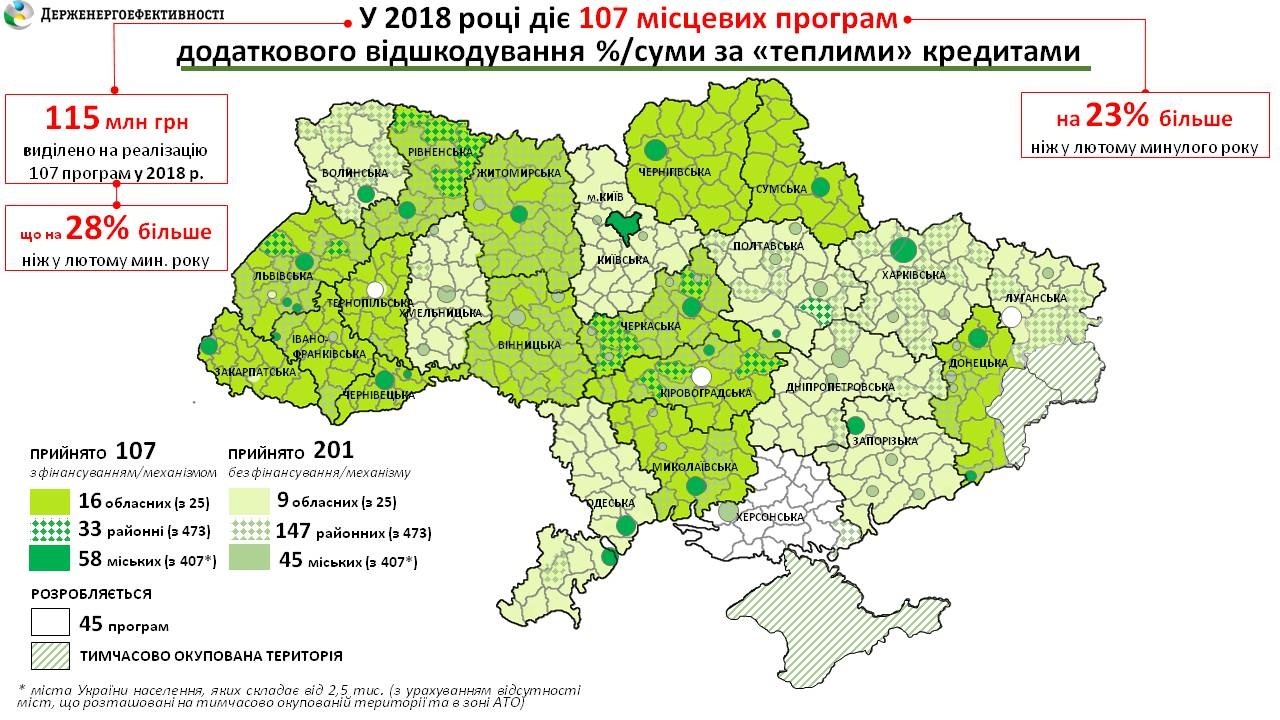 ДЕРЖЕНЕРГОЕФЕКТИВНОСТІ
У 2018 році діє 107 місцевих програм
додаткового відшкодування %/суми за «теплими» кредитами
115 млн грн
виділено на реалізацію
107 програм у 2018 р.
що на 28% більше
ніж у лютому мин. року
на 23% більше
ніж у лютому минулого року
ВОЛИНСЬКА
РІВНЕНСЬКА
ЖИТОМИРСЬКА
м.КИЇВ
КИЇВСЬКА
ЧЕРНІГІВСЬКА
СУМСЬКА
ЛЬВІВСЬКА
ТЕРНОПІЛЬСЬКА
ХМЕЛЬНИЦЬКА
ВІННИЦЬКА
ЧЕРКАСЬКА
ПОЛТАВСЬКА
ХАРКІВСЬКА
ЛУГАНСЬКА
ІВАНО-
ФРАНКІВСЬКА
ЗАКАРПАТСЬКА
ЧЕРНІВЕЦЬКА
КІРОВОГРАДСЬКА
ДНІПРОПЕТРОВСЬКА
ДОНЕЦЬКА
ЗАПОРІЗЬКА
МИКОЛАЇВСЬКА
ОДЕСЬКА
ХЕРСОНСЬКА
ПРИЙНЯТО 107
з фінансуванням/механізмом
16 обласних (з 25)
33 районні (з 473)
58 міських (з 407*)
ПРИЙНЯТО 201
без фінансування/механізму
9 обласних (з 25)
147 районних (з 473)
45 міських (з 407*)
РОЗРОБЛЯЄТЬСЯ
45 програм
ТИМЧАСОВО ОКУПОВАНА ТЕРИТОРІЯ
* міста України населення, яких складає від 2,5 тис. (з урахуванням відсутності
міст, що розташовані на тимчасово окупованій території та в зоні АТО)